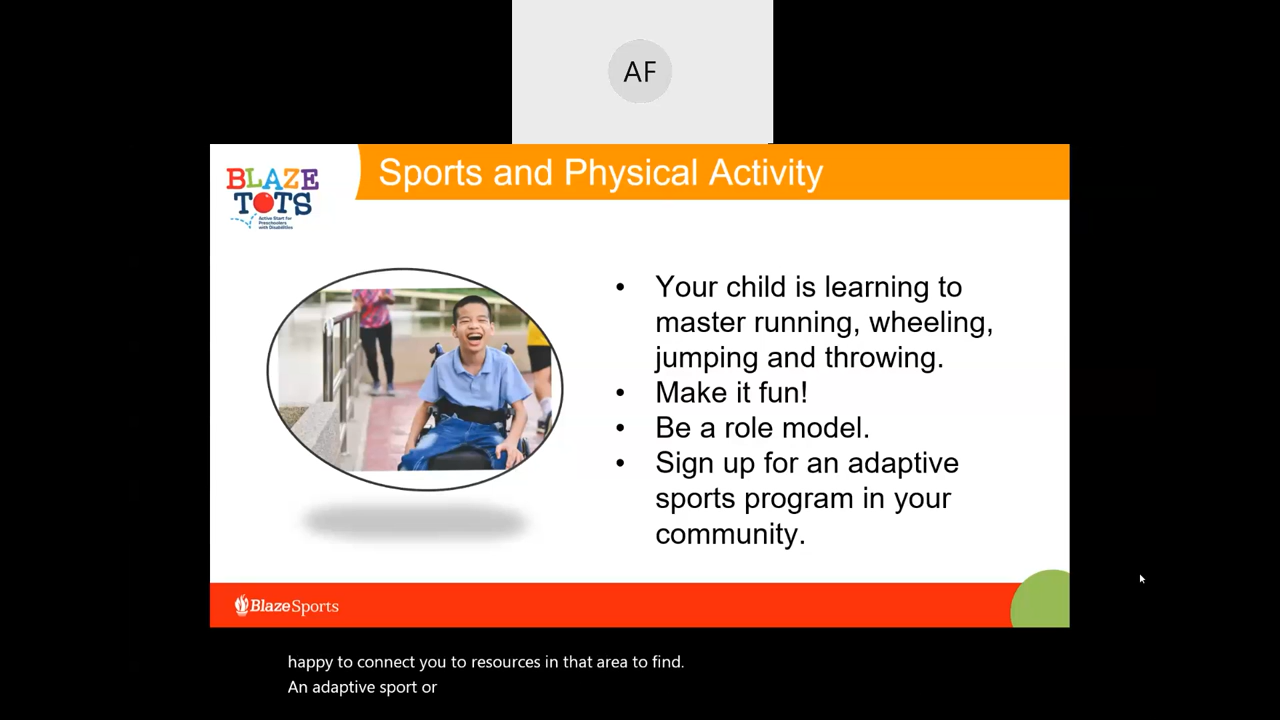 AF
Sports and Physical Activity
BLAZE
TOTS
Active Start for
Preschoolers
with Disabilities
• Your child is learning to
master running, wheeling,
jumping and throwing.
• Make it fun!
• Be a role model.
• Sign up for an adaptive
sports program in your
community.
BlazeSports
happy to connect you to resources in that area to find.
An adaptive sport or